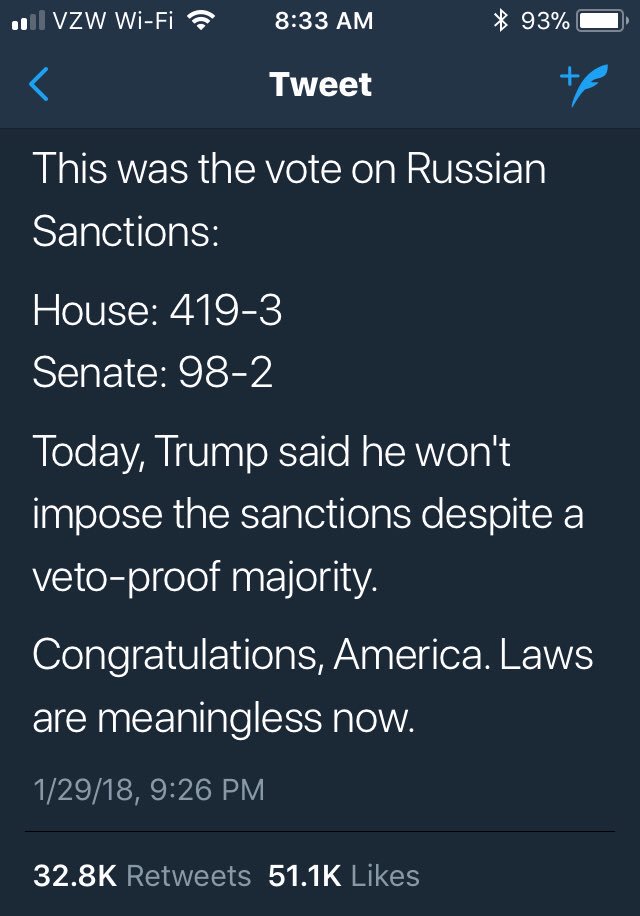 VZW Wi-Fi 8:33 AM 93%
Tweet
This was the vote on Russian
Sanctions:
House: 419-3
Senate: 98-2
Today, Trump said he won't
impose the sanctions despite a
veto-proof majority.
Congratulations, America. Laws
are meaningless now.
1/29/18, 9:26 PM
32.8K Retweets 51.1K Likes